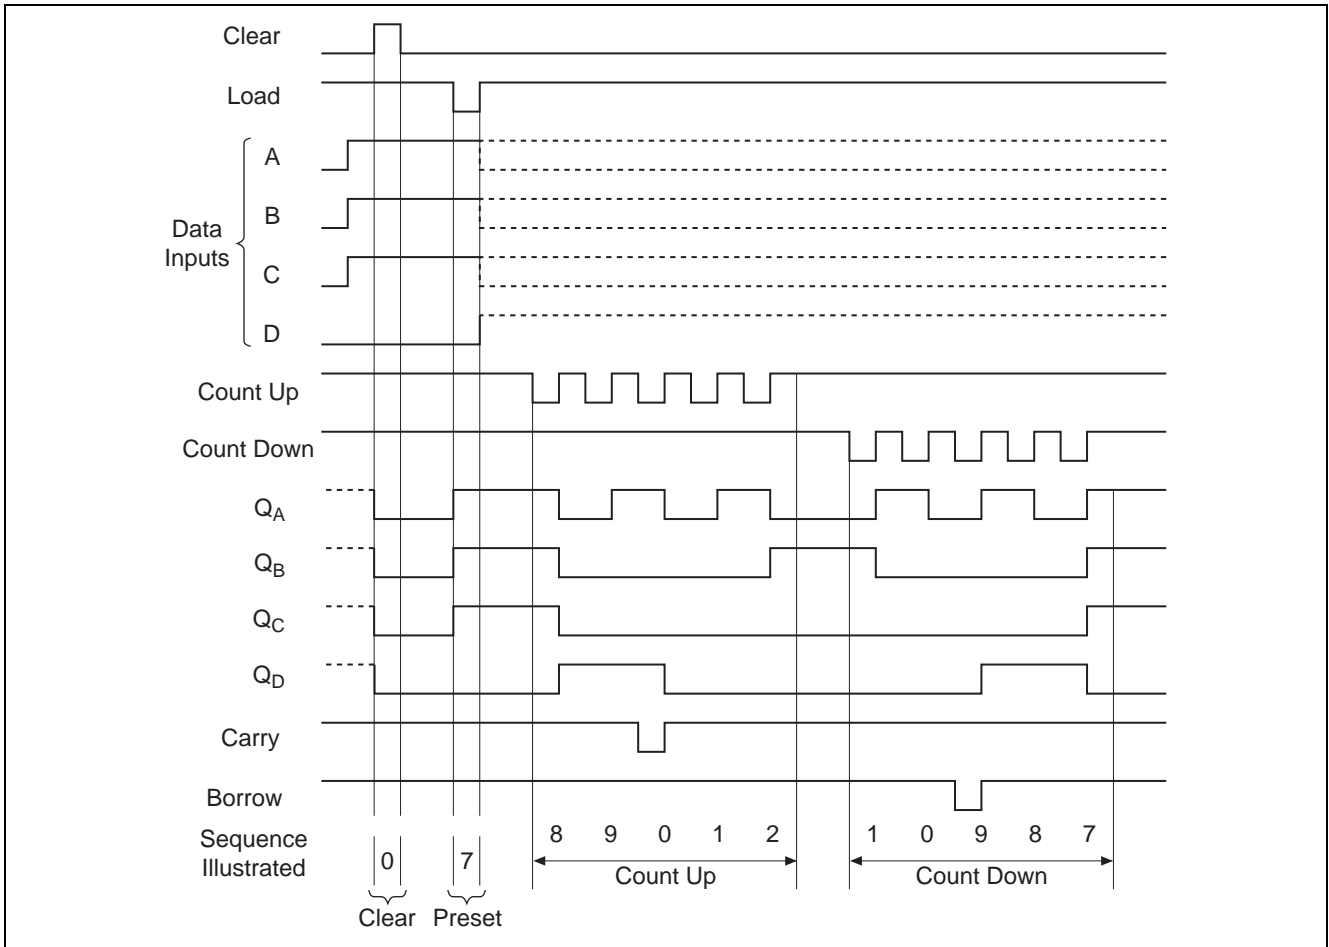 Clear
Load
A
B
Data
Inputs
C
D
Count Up
Count Down
QA
QB
QC
QD
Carry
Borrow
Sequence
Illustrated
0
7
8 9 0 1 2
1 0 9 8 7
Count Up
Count Down
Clear
Preset